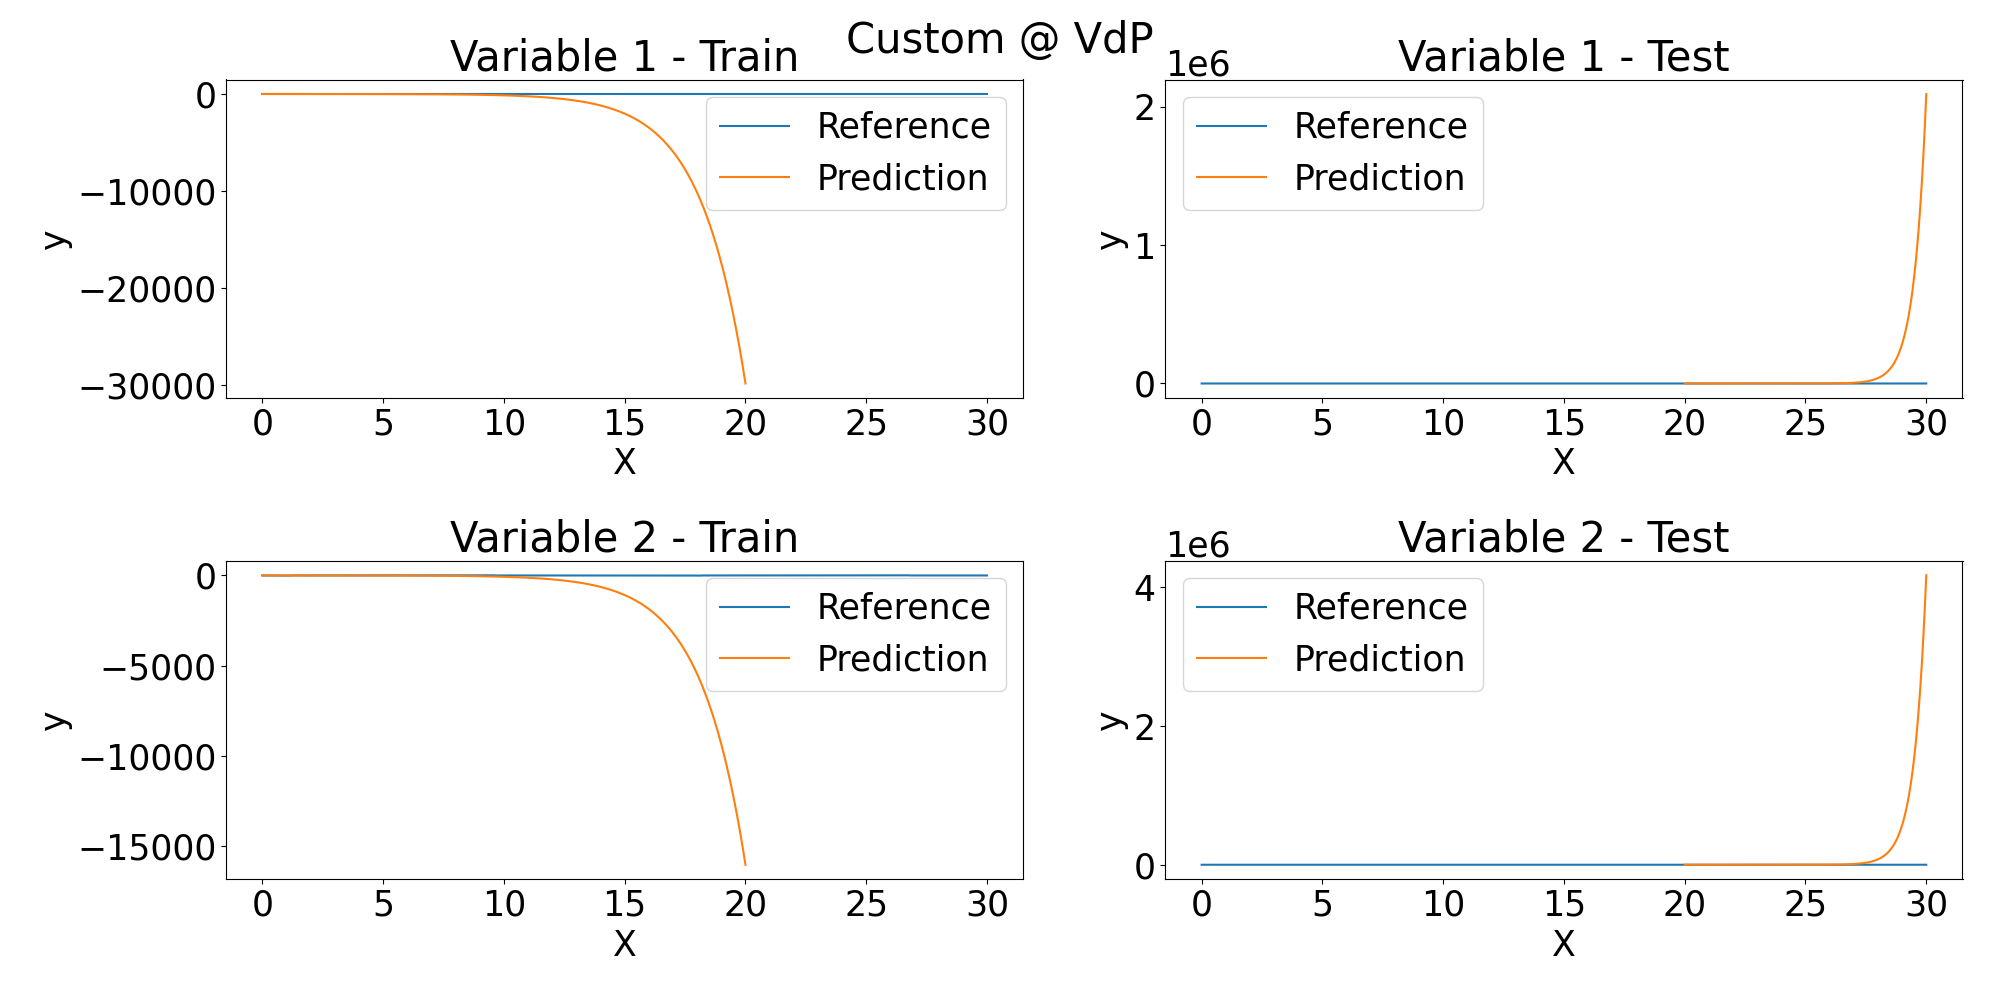 Custom @ VdP
Variable 1 - Train
0
−10000
−20000
−30000
y
0 5 10 15 20 25 30
X
Reference
Prediction
Variable 1 - Test
1e6
2
1
0
y
0 5 10 15 20 25 30
X
Reference
Prediction
Variable 2 - Train
0
−5000
−10000
−15000
y
0 5 10 15 20 25 30
X
Reference
Prediction
Variable 2 - Test
1e6
4
2
0
y
0 5 10 15 20 25 30
X
Reference
Prediction